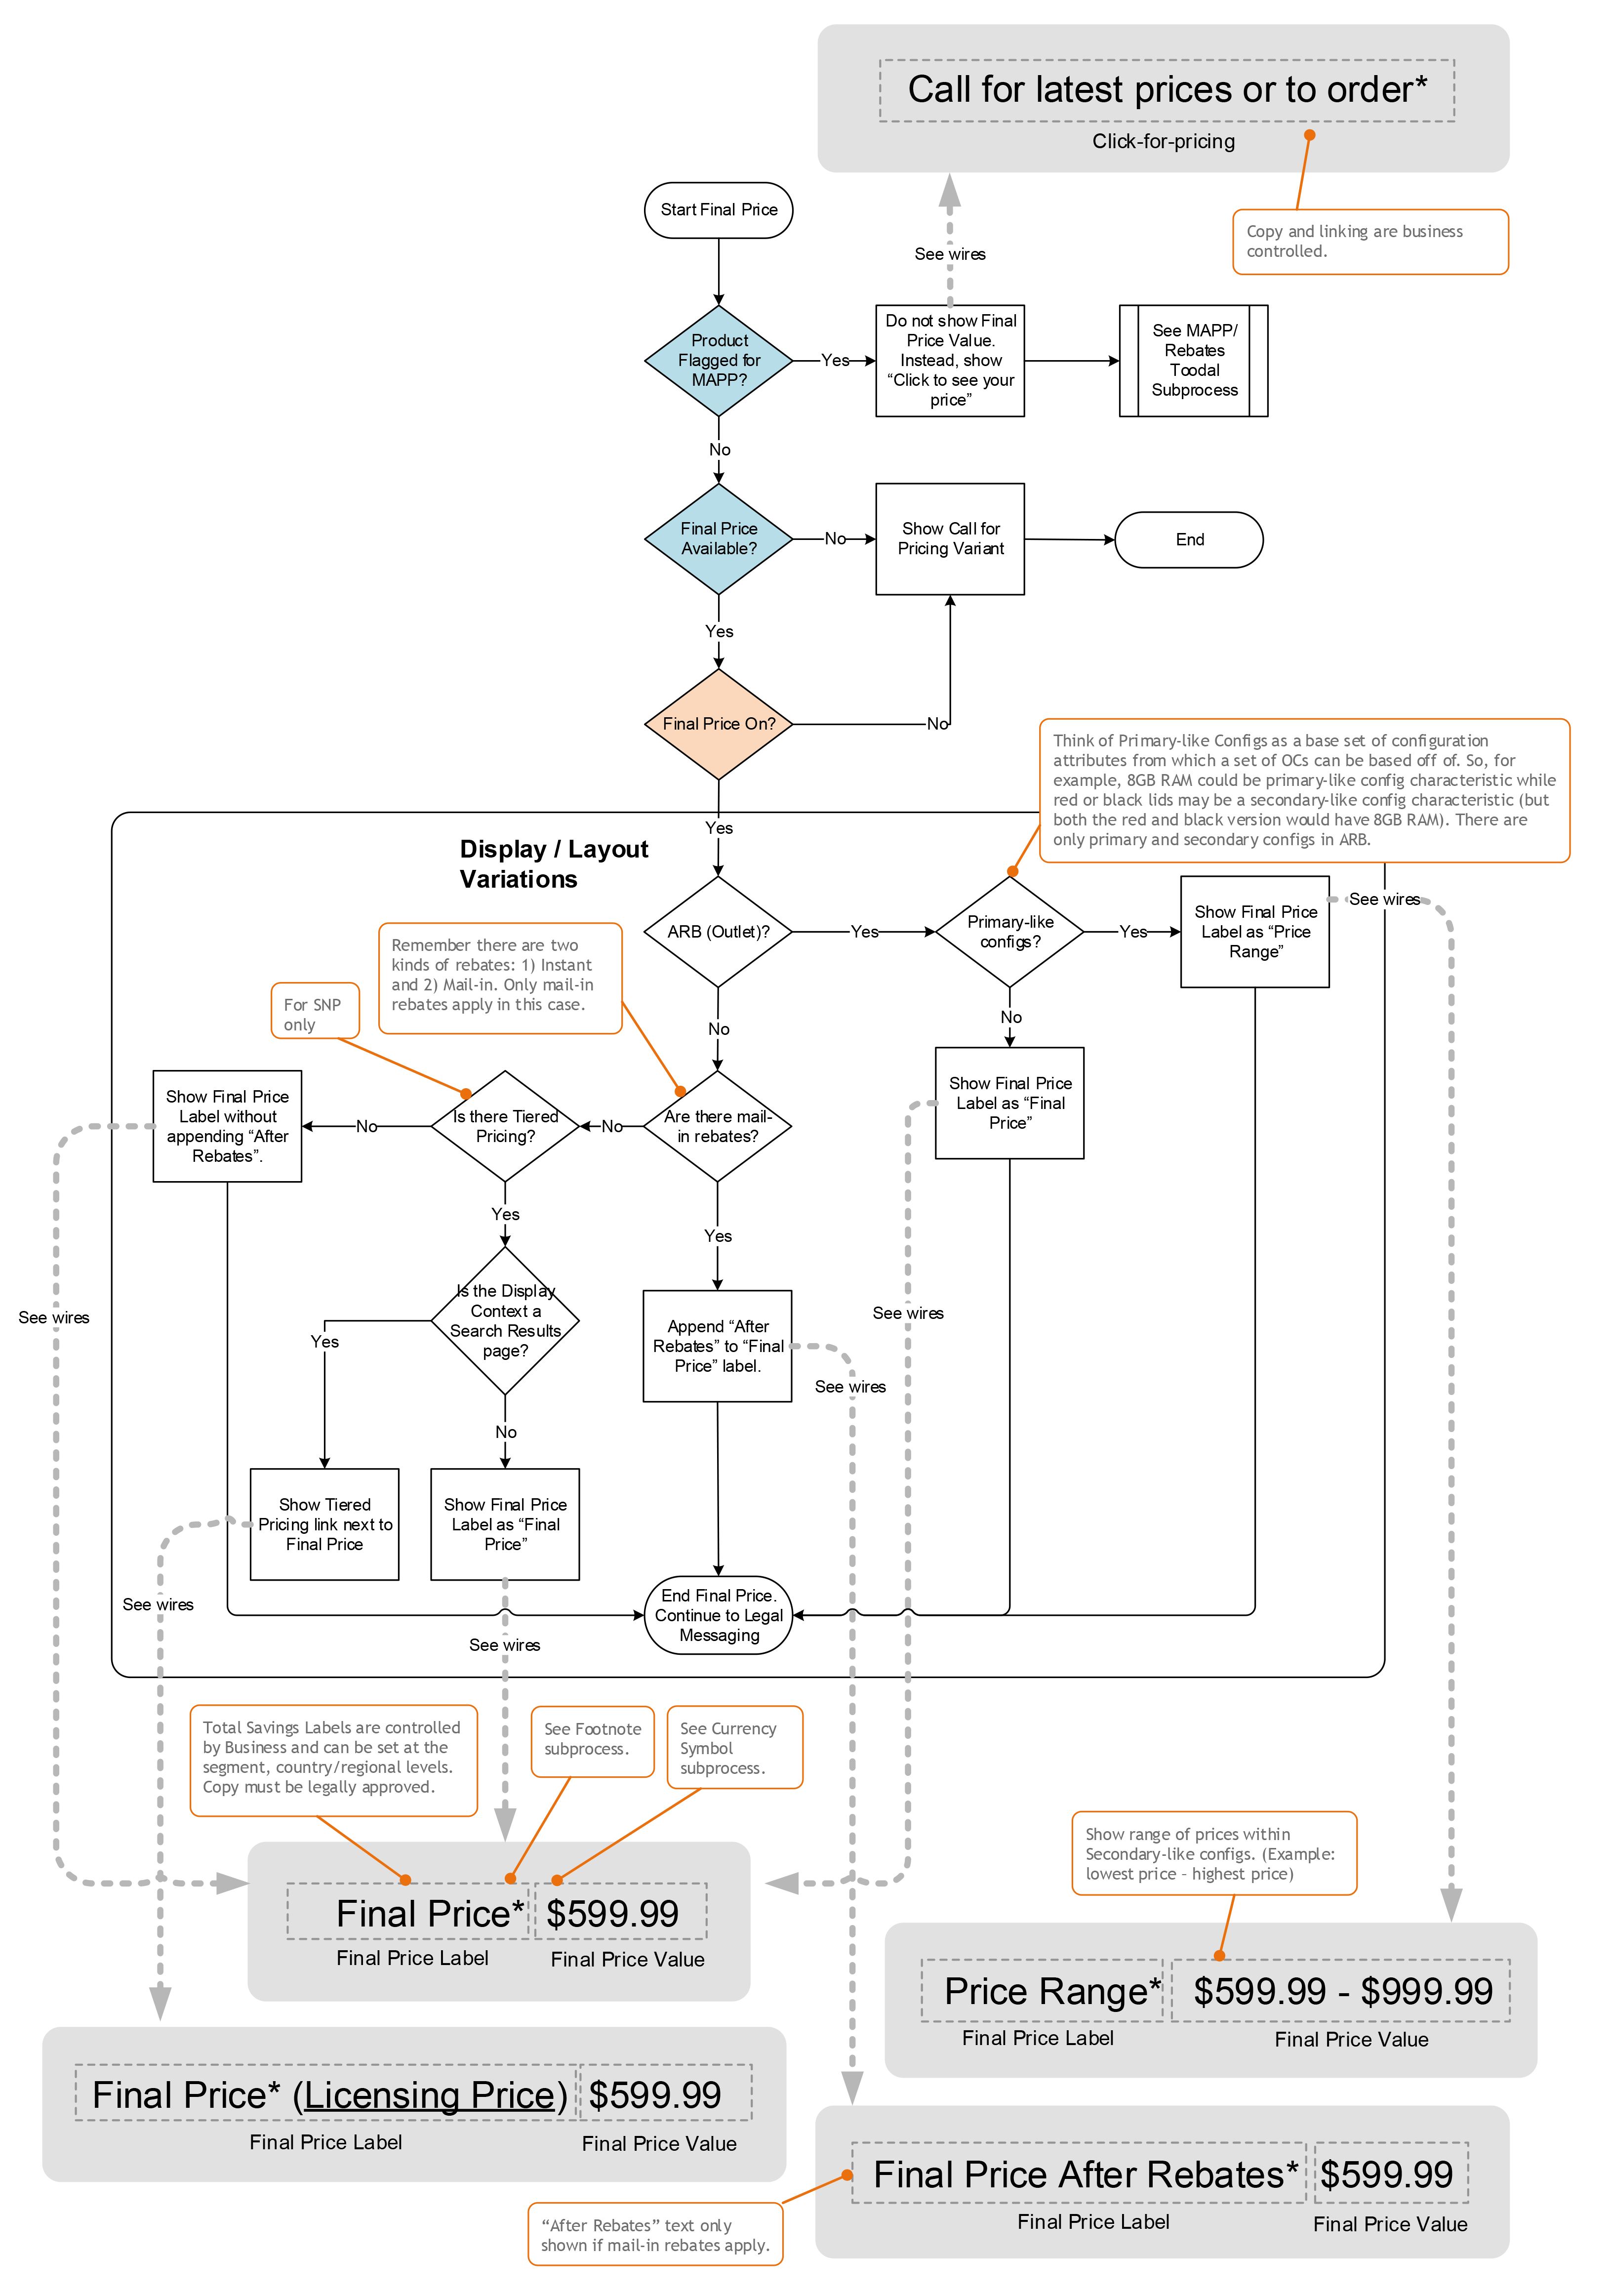 Call for latest prices or to order*
Click-for-pricing
Copy and linking are business
controlled.
Start Final Price
See wires
Product
Flagged for
MAPP?
Yes
Do not show Final
Price Value.
Instead, show
“Click to see your
price”
See MAPP/
Rebates
Toodal
Subprocess
No
Final Price
Available?
No
Show Call for
Pricing Variant
End
Yes
Final Price On?
No
Think of Primary-like Configs as a base set of configuration
attributes from which a set of OCs can be based off of. So, for
example, 8GB RAM could be primary-like config characteristic while
red or black lids may be a secondary-like config characteristic (but
both the red and black version would have 8GB RAM). There are
only primary and secondary configs in ARB.
Yes
Display / Layout
Variations
ARB (Outlet)?
Yes
Primary-like
configs?
Yes
Show Final Price
Label as “Price
Range”
See wires
Remember there are two
kinds of rebates: 1) Instant
and 2) Mail-in. Only mail-in
rebates apply in this case.
For SNP
only
No
No
Show Final Price
Label without
appending “After
Rebates”.
No
Is there Tiered
Pricing?
No
Are there mail-
in rebates?
Show Final Price
Label as “Final
Price”
Yes
Yes
See wires
Yes
Is the Display
Context a
Search Results
page?
Append “After
Rebates” to “Final
Price” label.
See wires
See wires
No
Show Tiered
Pricing link next to
Final Price
Show Final Price
Label as “Final
Price”
See wires
See wires
End Final Price.
Continue to Legal
Messaging
Total Savings Labels are controlled
by Business and can be set at the
segment, country/regional levels.
Copy must be legally approved.
See Footnote
subprocess.
See Currency
Symbol
subprocess.
Show range of prices within
Secondary-like configs. (Example:
lowest price – highest price)
Final Price*
$599.99
Final Price Label
Final Price Value
Price Range*
$599.99 - $999.99
Final Price Label
Final Price Value
Final Price* (Licensing Price)
$599.99
Final Price Label
Final Price Value
Final Price After Rebates*
$599.99
Final Price Label
Final Price Value
“After Rebates” text only
shown if mail-in rebates apply.